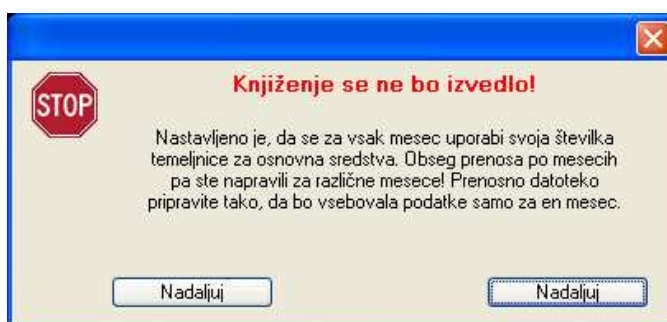 Knjiženje se ne bo izvedlo!
STOP
Nastavljeno je, da se za vsak mesec uporabi svoja številka
temeljnice za osnovna sredstva. Obseg prenosa po mesecih
pa ste napravili za različne mesece! Prenosno datoteko
pripravite tako, da bo vsebovala podatke samo za en mesec.
Nadaljuj
Nadaljuj